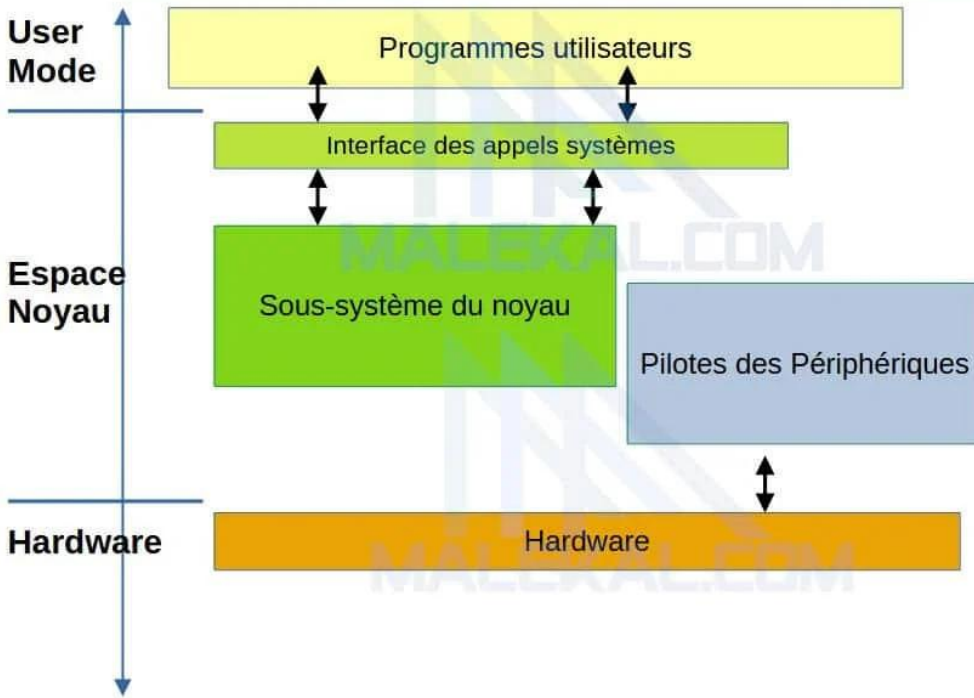 User
Mode
Programmes utilisateurs
Interface des appels systèmes
MALEKAL.COM
Espace
Noyau
Sous-système du noyau
Pilotes des Périphériques
Hardware
Hardware
MALEKAL.COM